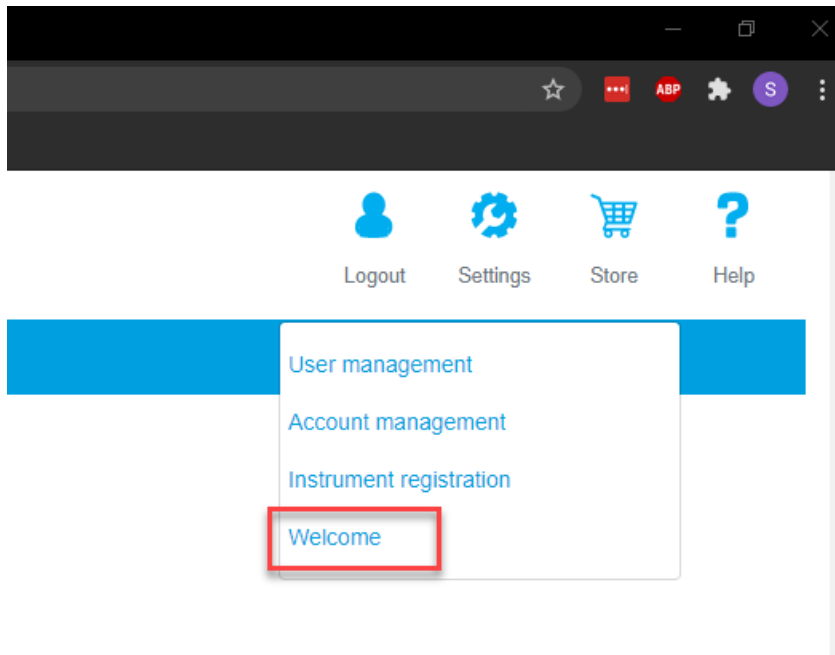 ABP
S
Logout Settings Store Help
User management
Account management
Instrument registration
Welcome